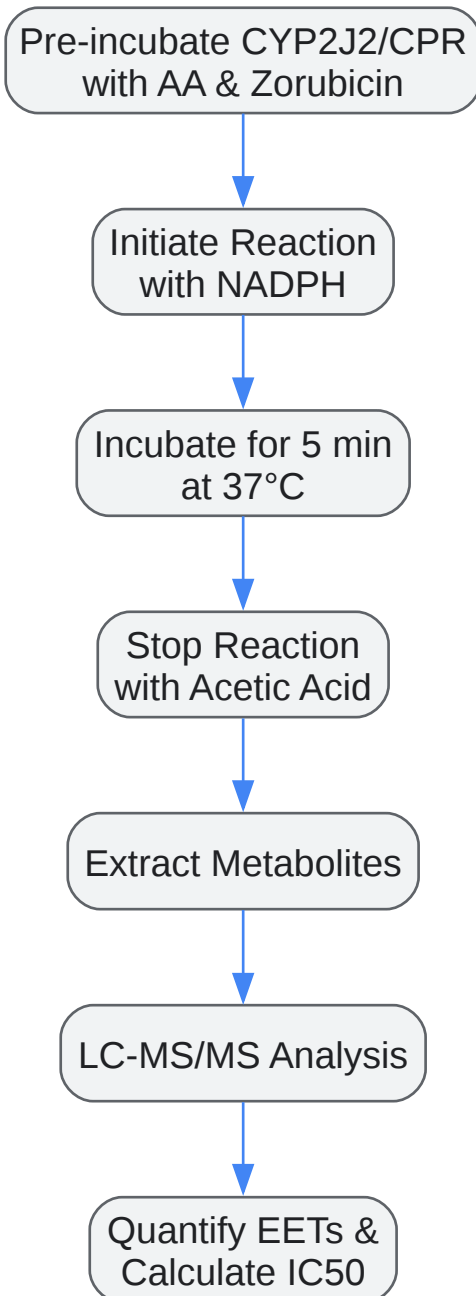 Pre-incubate CYP2J2/CPR
with AA & Zorubicin
Initiate Reaction
with NADPH
Incubate for 5 min
at 37°C
Stop Reaction
with Acetic Acid
Extract Metabolites
LC-MS/MS Analysis
Quantify EETs &
Calculate IC50